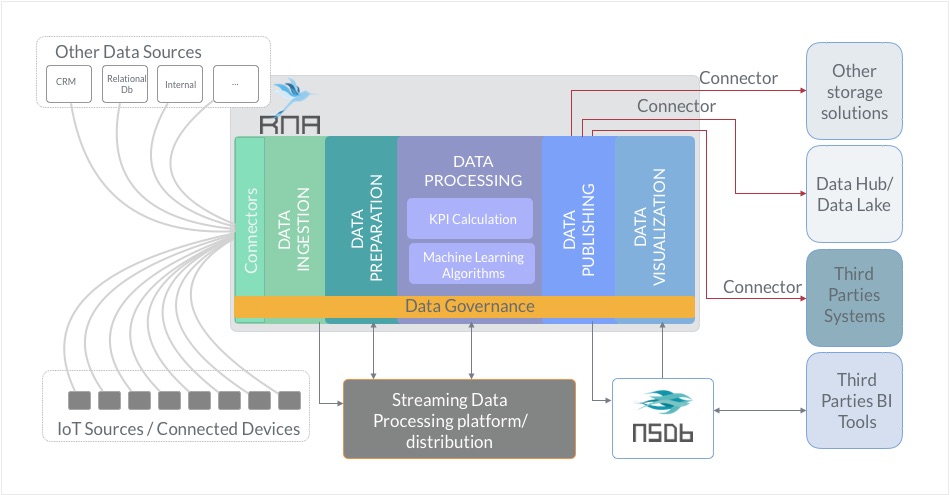 Other Data Sources
CRM
Relational
Db
Internal
...
RNA
Connectors
DATA
INGESTION
DATA
PREPARATION
DATA
PROCESSING
KPI Calculation
Machine Learning
Algorithms
DATA
PUBLISHING
DATA
VISUALIZATION
Data Governance
Connector
Connector
Connector
Other
storage
solutions
Data Hub/
Data Lake
Third
Parties
Systems
Third
Parties BI
Tools
IoT Sources / Connected Devices
Streaming Data
Processing platform/
distribution
NSDb